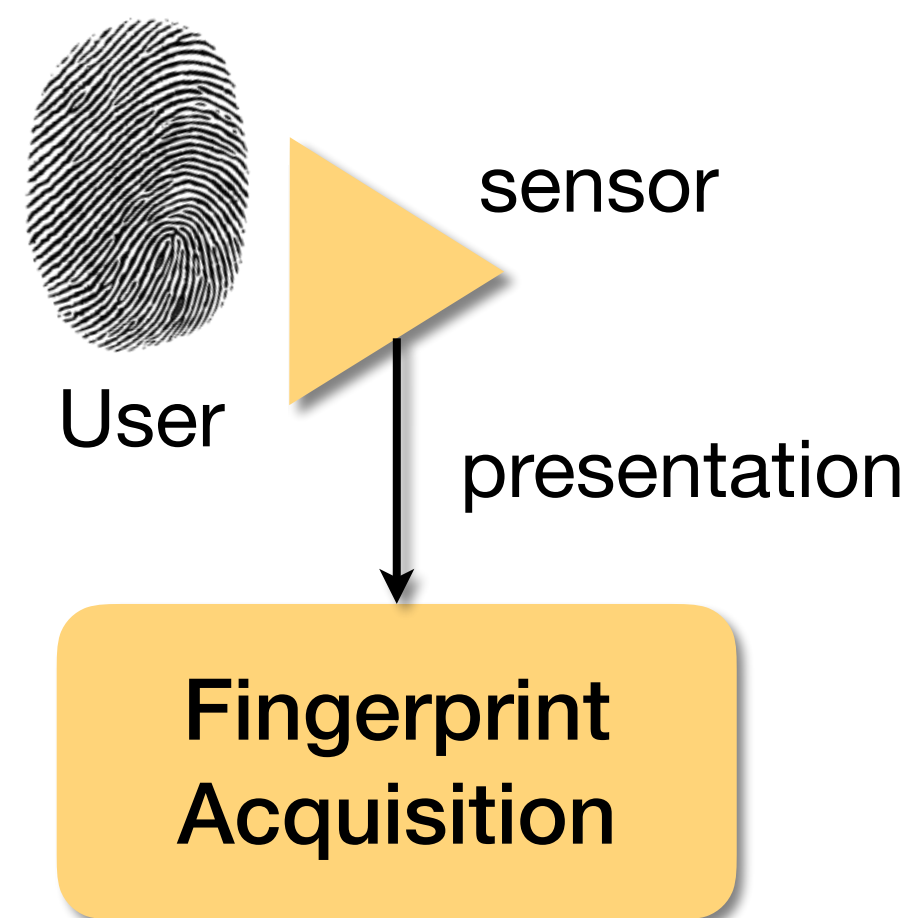 sensor
User
presentation
Fingerprint
Acquisition